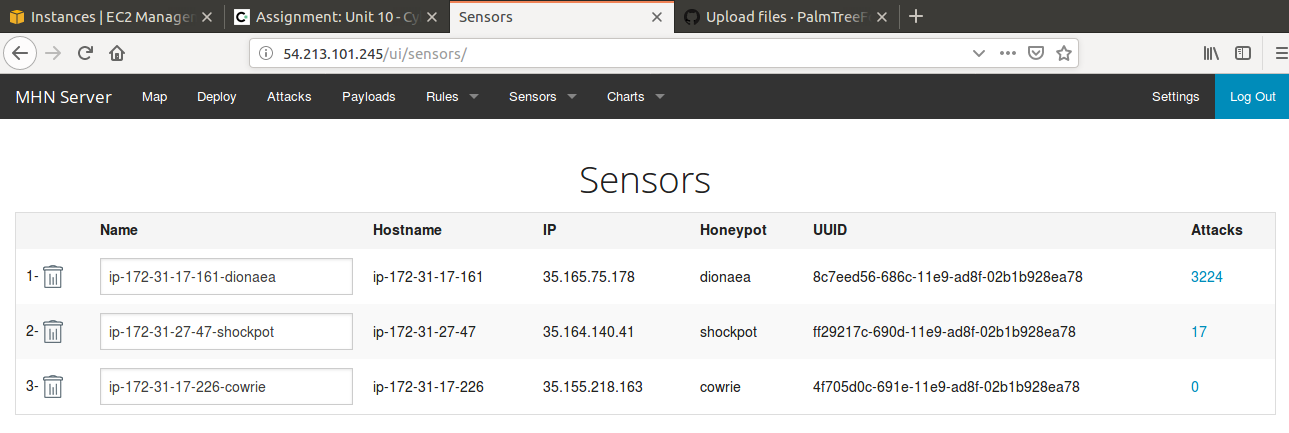 Instances | EC2 Manager
Assignment: Unit 10 - Cy
Sensors
Upload files · PalmTreeF
54.213.101.245/ui/sensors/
MHN Server Map Deploy Attacks Payloads Rules Sensors Charts Settings Log Out
Sensors
Name Hostname IP Honeypot UUID Attacks
1- ip-172-31-17-161-dionaea ip-172-31-17-161 35.165.75.178 dionaea 8c7eed56-686c-11e9-ad8f-02b1b928ea78 3224
2- ip-172-31-27-47-shockpot ip-172-31-27-47 35.164.140.41 shockpot ff29217c-690d-11e9-ad8f-02b1b928ea78 17
3- ip-172-31-17-226-cowrie ip-172-31-17-226 35.155.218.163 cowrie 4f705d0c-691e-11e9-ad8f-02b1b928ea78 0